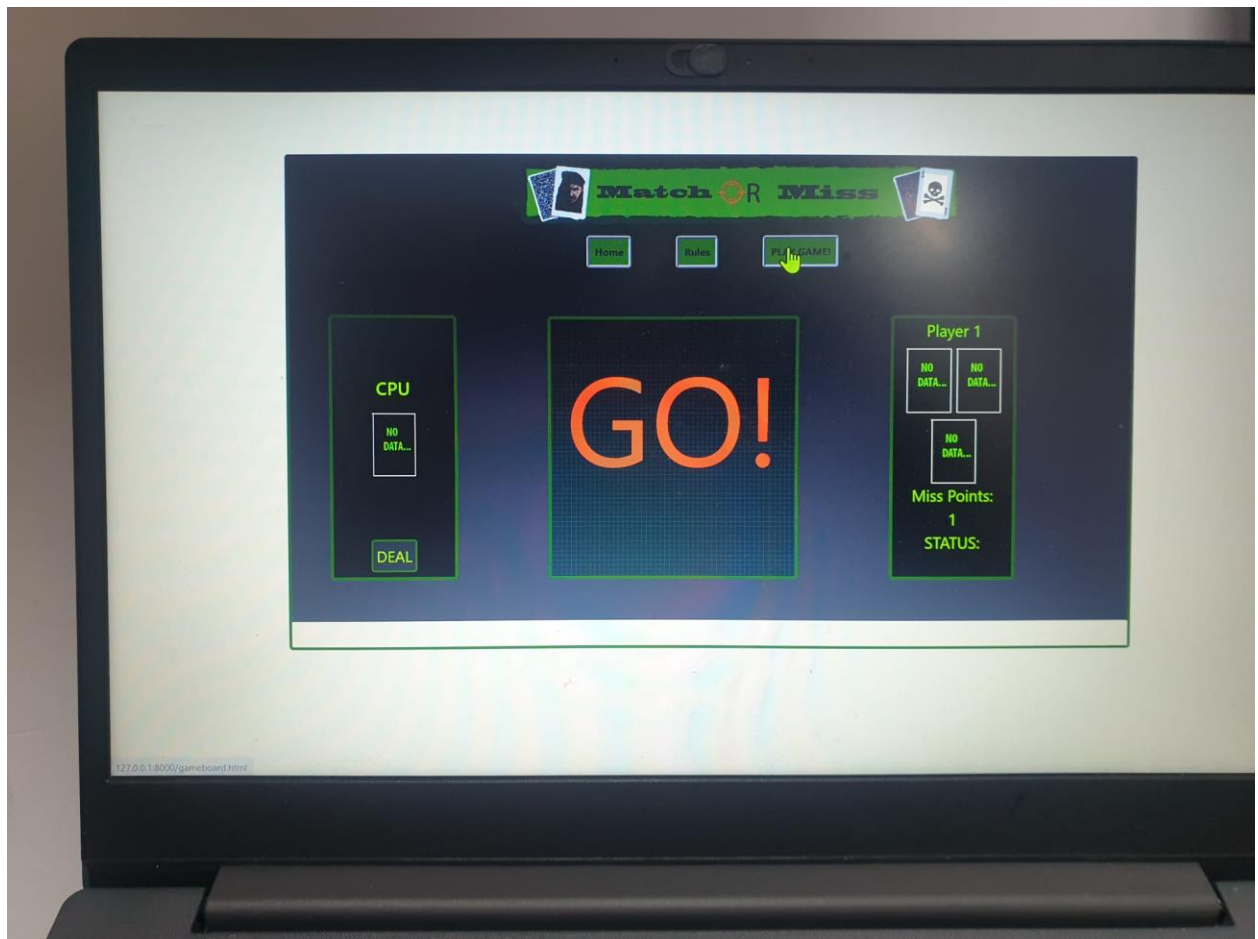 Match OR Miss
Home Rules PLAY GAME!
CPU
NO
DATA...
DEAL
GO!
Player 1
NO
DATA...
NO
DATA...
NO
DATA...
Miss Points:
1
STATUS:
127.0.0.1:8000/gameboard.html